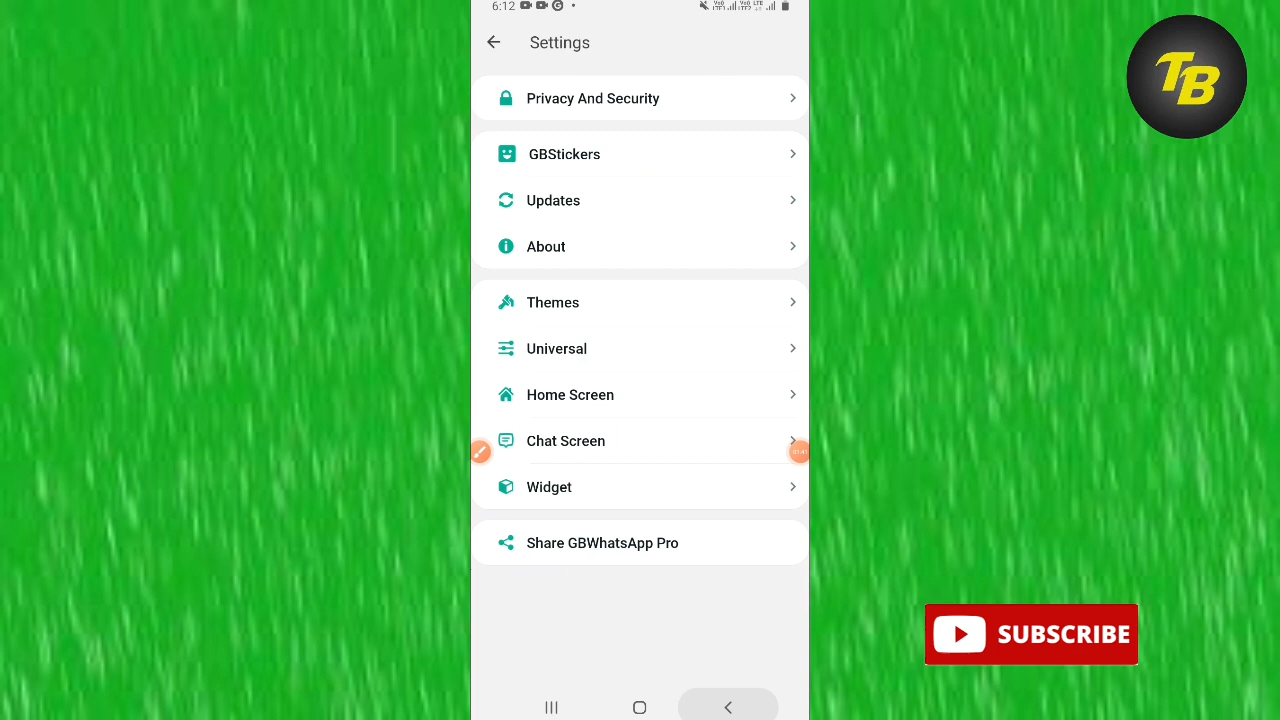 6:12
Settings
TB
Privacy And Security
GBStickers
Updates
About
Themes
Universal
Home Screen
Chat Screen
Widget
Share GBWhatsApp Pro
SUBSCRIBE